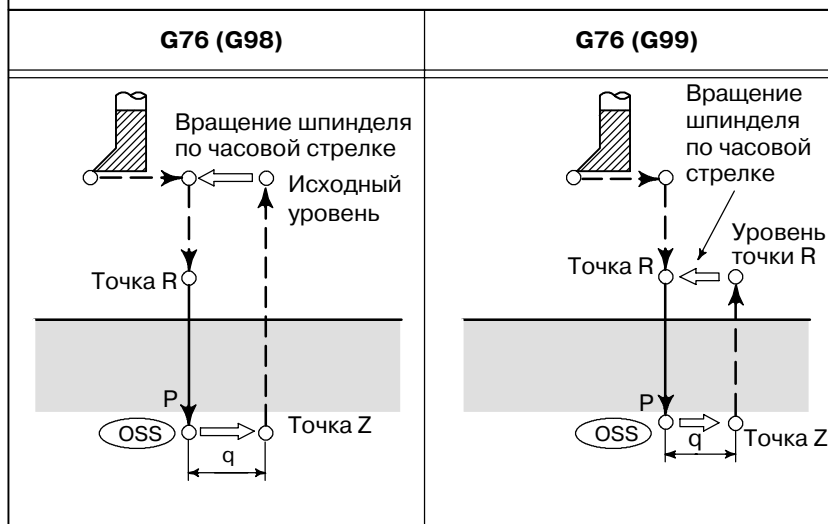 G76 (G98)
G76 (G99)
Вращение шпинделя
по часовой стрелке
Исходный
уровень
Точка R
P
OSS
Точка Z
q
Вращение
шпинделя
по часовой
стрелке
Уровень
точки R
Точка R
P
OSS
Точка Z
q